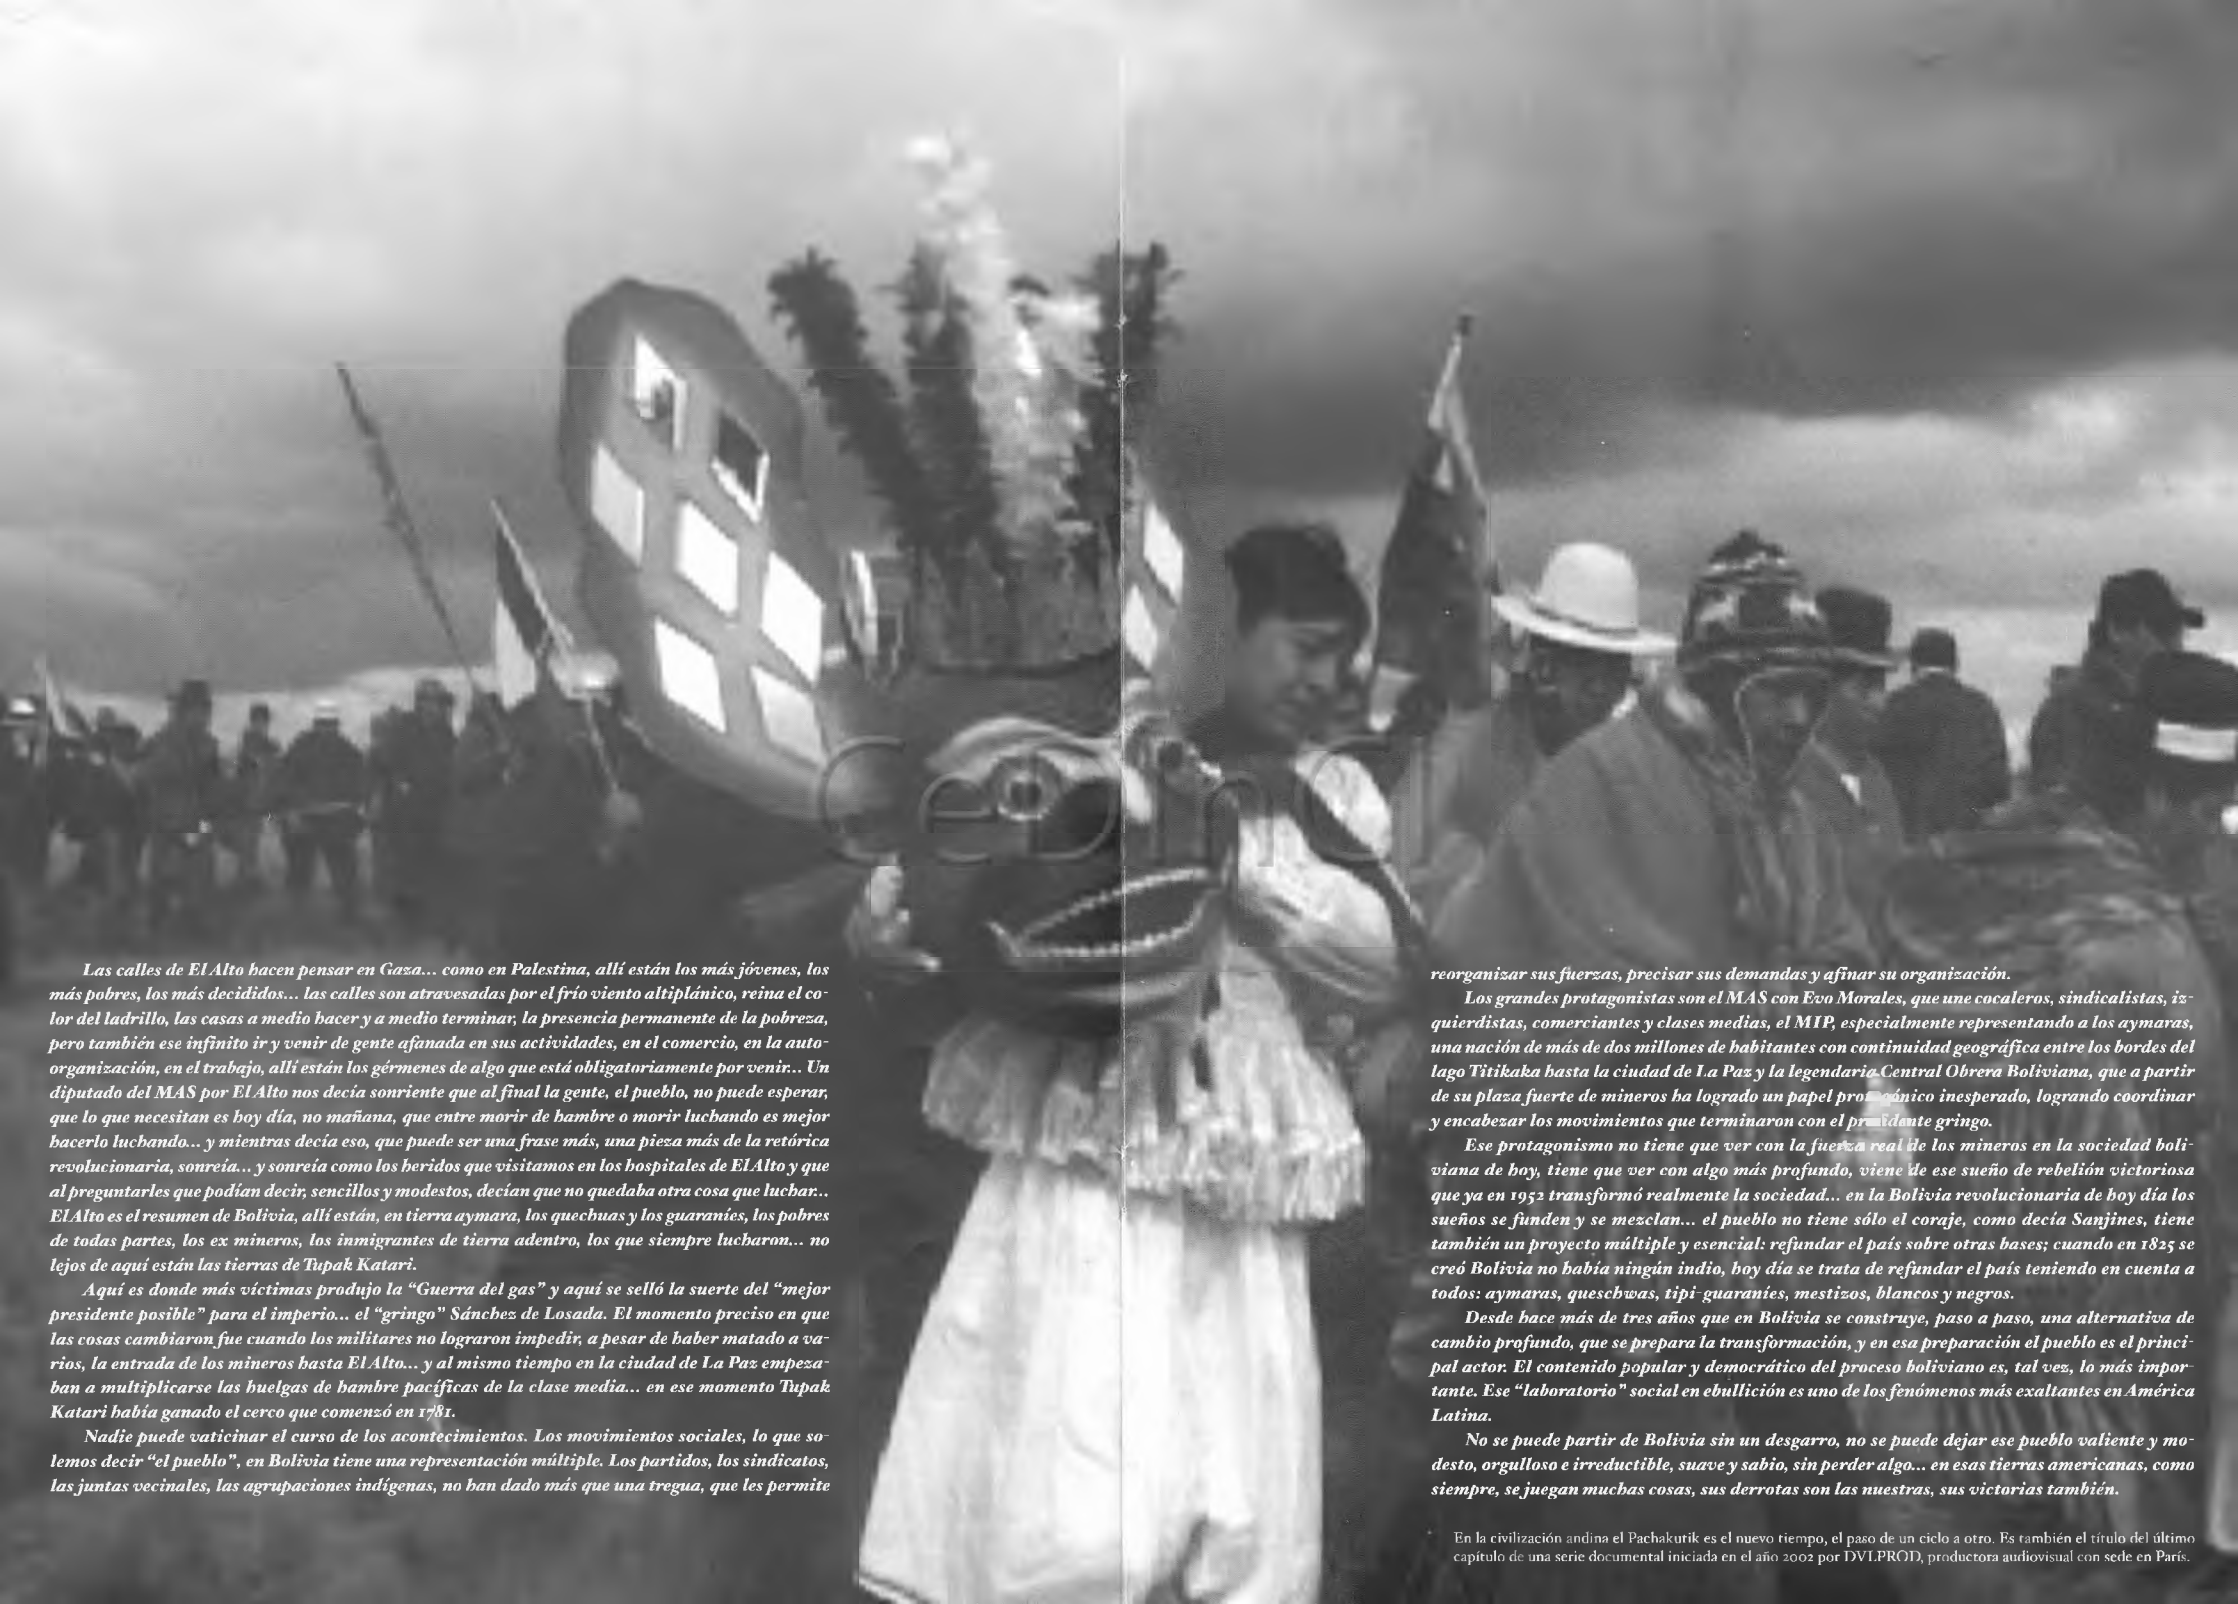 Las calles de El Alto hacen pensar en Gaza... como en Palestina, allí están los más jóvenes, los
más pobres, los más decididos... las calles son atravesadas por el frío viento altiplánico, reina el co-
lor del ladrillo, las casas a medio hacer y a medio terminar, la presencia permanente de la pobreza,
pero también ese infinito ir y venir de gente afanada en sus actividades, en el comercio, en la auto-
organización, en el trabajo, allí están los gérmenes de algo que está obligatoriamente por venir... Un
diputado del MAS por El Alto nos decía sonriente que al final la gente, el pueblo, no puede esperar,
que lo que necesitan es hoy día, no mañana, que entre morir de hambre o morir luchando es mejor
hacerlo luchando... y mientras decía eso, que puede ser una frase más, una pieza más de la retórica
revolucionaria, sonreía... y sonreía como los heridos que visitamos en los hospitales de El Alto y que
al preguntarles que podían decir, sencillos y modestos, decían que no quedaba otra cosa que luchar...
El Alto es el resumen de Bolivia, allí están, en tierra aymara, los quechuas y los guaraníes, los pobres
de todas partes, los ex mineros, los inmigrantes de tierra adentro, los que siempre lucharon... no
lejos de aquí están las tierras de Tupak Katari.
Aquí es donde más víctimas produjo la “Guerra del gas” y aquí se selló la suerte del “mejor
presidente posible” para el imperio... el “gringo” Sánchez de Losada. El momento preciso en que
las cosas cambiaron fue cuando los militares no lograron impedir, a pesar de haber matado a va-
rios, la entrada de los mineros hasta El Alto... y al mismo tiempo en la ciudad de La Paz empeza-
ban a multiplicarse las huelgas de hambre pacíficas de la clase media... en ese momento Tupak
Katari había ganado el cerco que comenzó en 1781.
Nadie puede vaticinar el curso de los acontecimientos. Los movimientos sociales, lo que so-
lemos decir “el pueblo”, en Bolivia tiene una representación múltiple. Los partidos, los sindicatos,
las juntas vecinales, las agrupaciones indígenas, no han dado más que una tregua, que les permite
reorganizar sus fuerzas, precisar sus demandas y afinar su organización.
Los grandes protagonistas son el MAS con Evo Morales, que une cocaleros, sindicalistas, iz-
quierdistas, comerciantes y clases medias, el MIP, especialmente representando a los aymaras,
una nación de más de dos millones de habitantes con continuidad geográfica entre los bordes del
lago Titikaka hasta la ciudad de La Paz y la legendaria Central Obrera Boliviana, que a partir
de su plaza fuerte de mineros ha logrado un papel protagónico inesperado, logrando coordinar
y encabezar los movimientos que terminaron con el presidente gringo.
Ese protagonismo no tiene que ver con la fuerza real de los mineros en la sociedad boli-
viana de hoy, tiene que ver con algo más profundo, viene de ese sueño de rebelión victoriosa
que ya en 1952 transformó realmente la sociedad... en la Bolivia revolucionaria de hoy día los
sueños se funden y se mezclan... el pueblo no tiene sólo el coraje, como decía Sanjines, tiene
también un proyecto múltiple y esencial: refundar el país sobre otras bases; cuando en 1825 se
creó Bolivia no había ningún indio, hoy día se trata de refundar el país teniendo en cuenta a
todos: aymaras, queschwas, tipi-guaraníes, mestizos, blancos y negros.
Desde hace más de tres años que en Bolivia se construye, paso a paso, una alternativa de
cambio profundo, que se prepara la transformación, y en esa preparación el pueblo es el princi-
pal actor. El contenido popular y democrático del proceso boliviano es, tal vez, lo más impor-
tante. Ese “laboratorio” social en ebullición es uno de los fenómenos más exaltantes en América
Latina.
No se puede partir de Bolivia sin un desgarro, no se puede dejar ese pueblo valiente y mo-
desto, orgulloso e irreductible, suave y sabio, sin perder algo... en esas tierras americanas, como
siempre, se juegan muchas cosas, sus derrotas son las nuestras, sus victorias también.
En la civilización andina el Pachakutik es el nuevo tiempo, el paso de un ciclo a otro. Es también el título del último
capítulo de una serie documental iniciada en el año 2002 por DVLPROD, productora audiovisual con sede en París.
CeDInCI